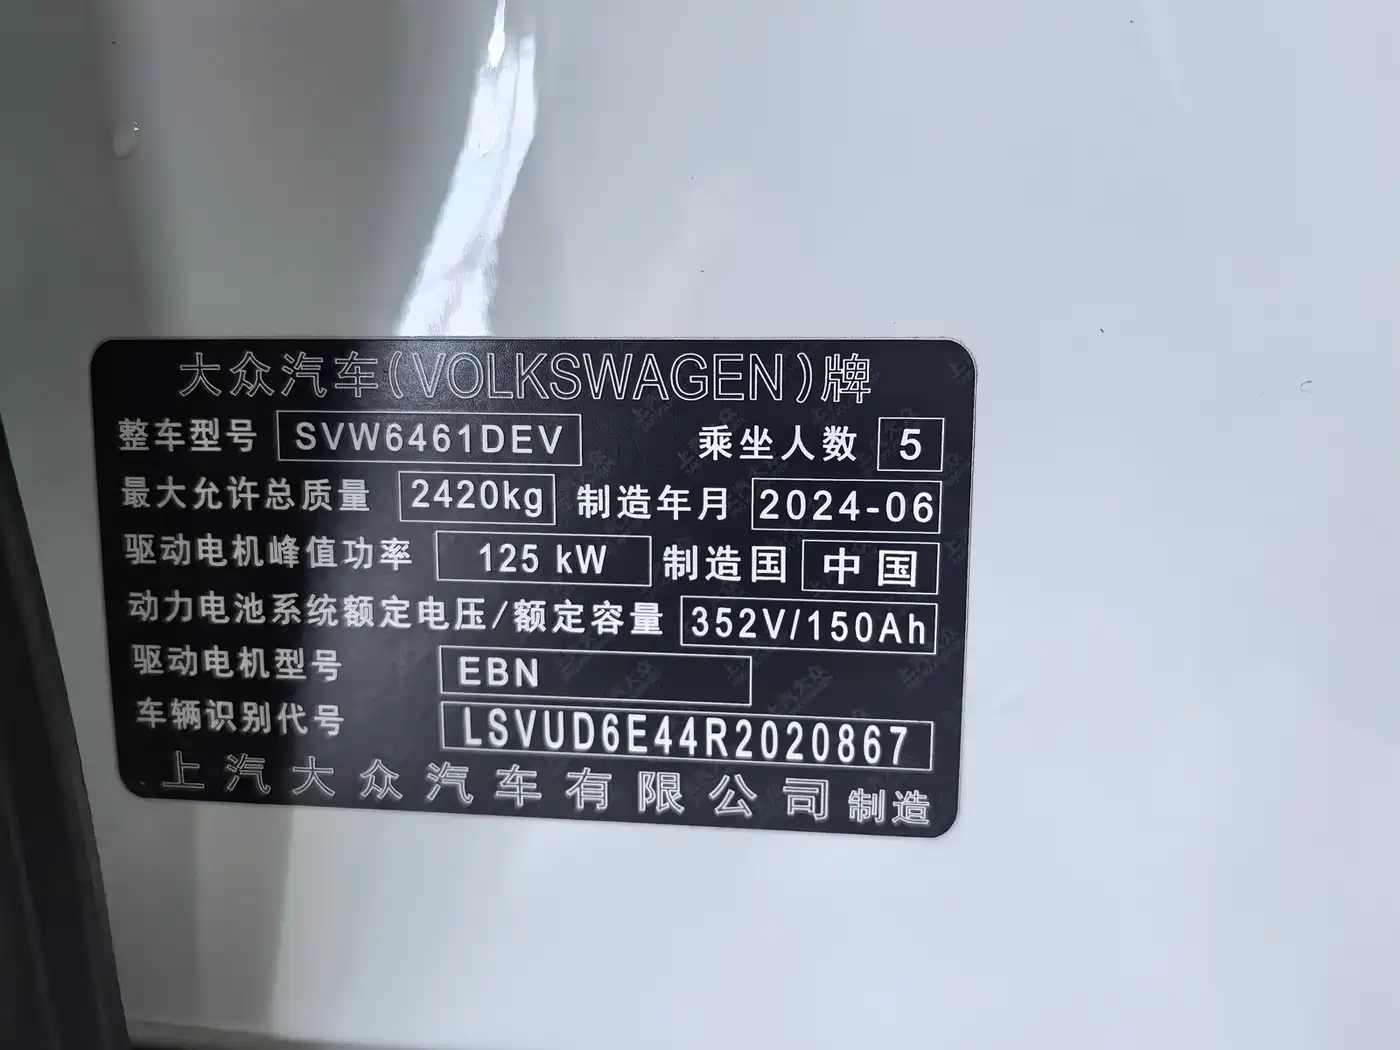 大众汽车(VOLKSWAGEN)牌
整车型号 SVW6461DEV 乘坐人数 5
最大允许总质量 2420kg 制造年月 2024-06
驱动电机峰值功率 125 kW 制造国 中国
动力电池系统额定电压/额定容量 352V/150Ah
驱动电机型号 EBN
车辆识别代号 LSVUD6E44R2020867
上汽大众汽车有限公司制造